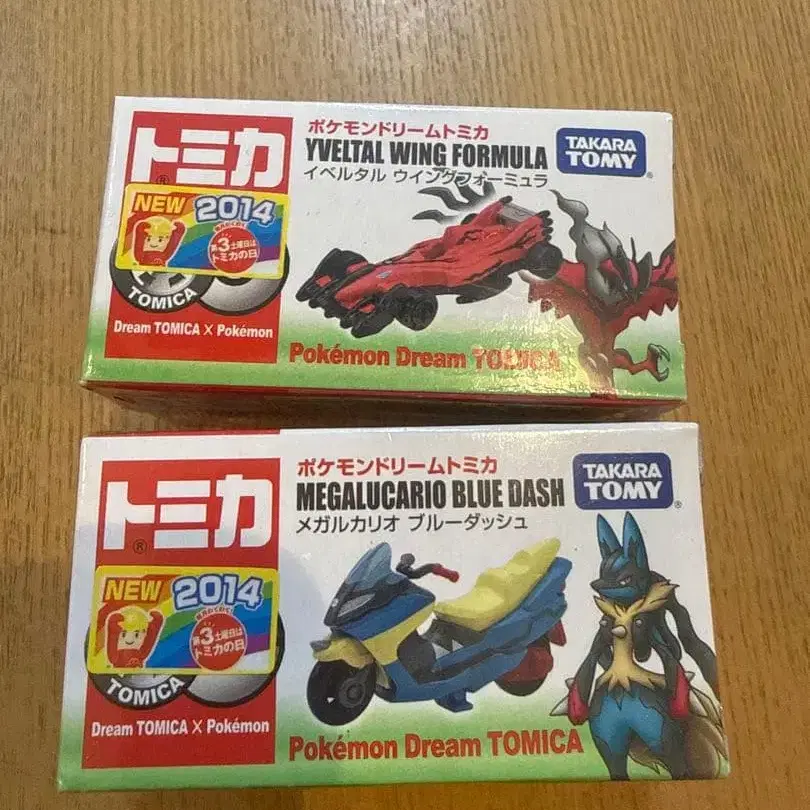 トミカ
®
ポケモンドリームトミカ
YVELTAL WING FORMULA
イベルタル ウイングフォーミュラ
TAKARA
TOMY
®
NEW 2014
第3土曜日は
トミカの日
TOMICA
Dream TOMICA X Pokémon
Pokémon Dream TOMICA
トミカ
®
ポケモンドリームトミカ
MEGALUCARIO BLUE DASH
メガルカリオ ブルーダッシュ
TAKARA
TOMY
®
NEW 2014
第3土曜日は
トミカの日
TOMICA
Dream TOMICA X Pokémon
Pokémon Dream TOMICA